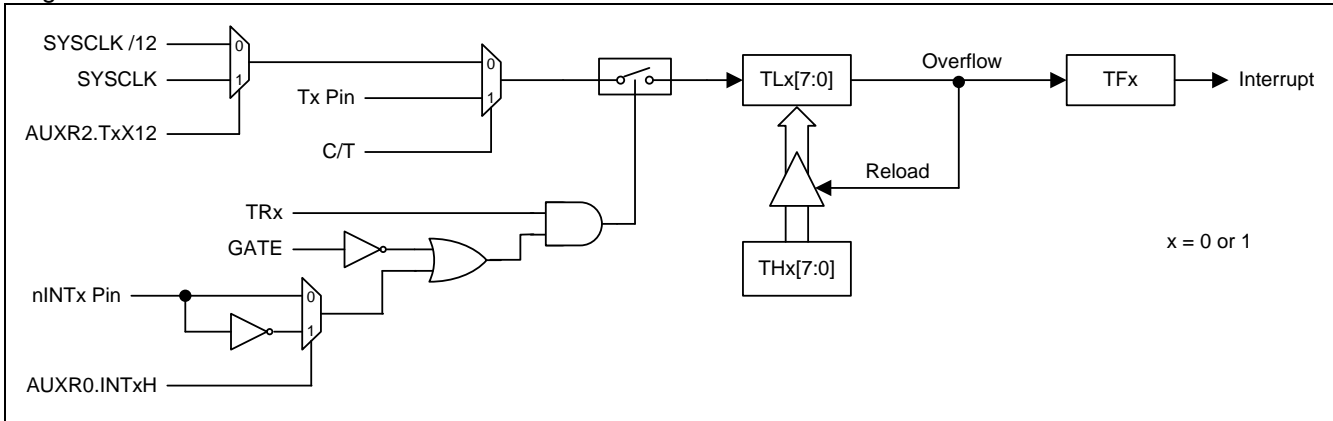 SYSCLK /12
0
SYSCLK
1
AUXR2.TxX12
0
Tx Pin
1
C/T
TLx[7:0]
Overflow
TFx
Interrupt
Reload
THx[7:0]
x = 0 or 1
TRx
GATE
nINTx Pin
0
1
AUXR0.INTxH